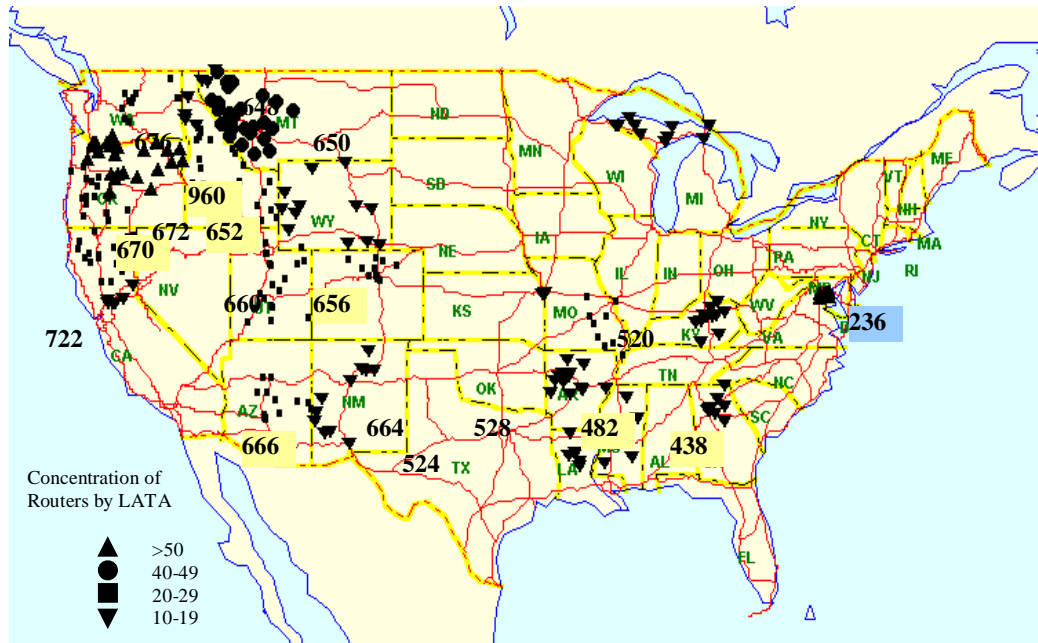 648
MT
WA
676
650
ND
MN
ME
WI
VT
960
SD
MI
NH
OR
672
652
WY
NY
CT
MA
670
NE
IA
PA
RI
IL
IN
OH
NJ
NV
660
UT
656
KS
MO
WV
236
722
520
KY
VA
CA
TN
OK
AR
NC
AZ
NM
SC
664
528
482
438
666
MS
524
TX
LA
AL
Concentration of
Routers by LATA
FL
>50
40-49
20-29
10-19